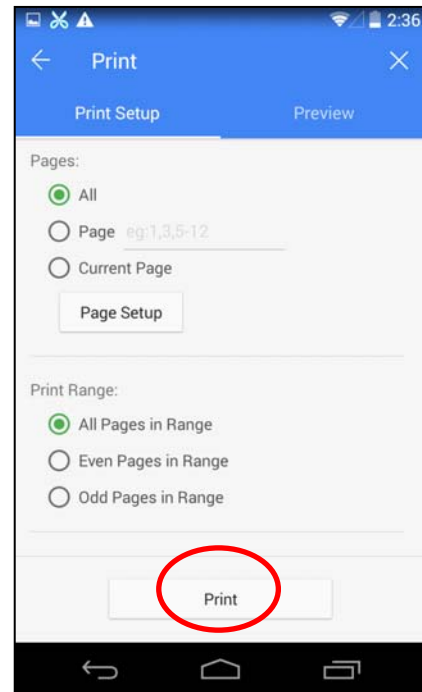 2:36
Print
Print Setup Preview
Pages:
All
Page eg:1,3,5-12
Current Page
Page Setup
Print Range:
All Pages in Range
Even Pages in Range
Odd Pages in Range
Print